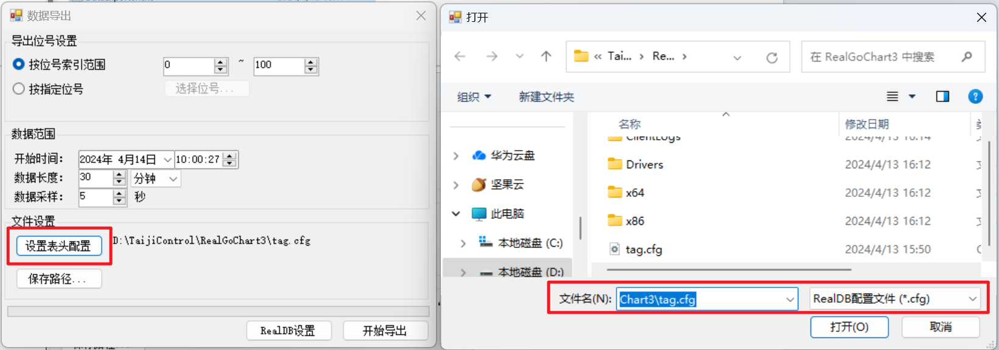 数据导出
导出位号设置
按位号索引范围
0
~
100
按指定位号
选择位号...
数据范围
开始时间:
2024年 4月14日
10:00:27
数据长度:
30
分钟
数据采样:
5
秒
文件设置
设置表头配置
D:\TaijiControl\RealGoChart3\tag.cfg
保存路径...
RealDB设置
开始导出
打开
« Tai... › Re... ›
在 RealGoChart3 中搜索
组织
新建文件夹
华为云盘
坚果云
此电脑
本地磁盘 (C:)
本地磁盘 (D:)
名称
修改日期
ClientLogs
2024/4/13 16:14
Drivers
2024/4/13 16:12
x64
2024/4/13 16:12
x86
2024/4/13 16:12
tag.cfg
2024/4/13 15:50
文件名(N):
Chart3\tag.cfg
RealDB配置文件 (*.cfg)
打开(O)
取消